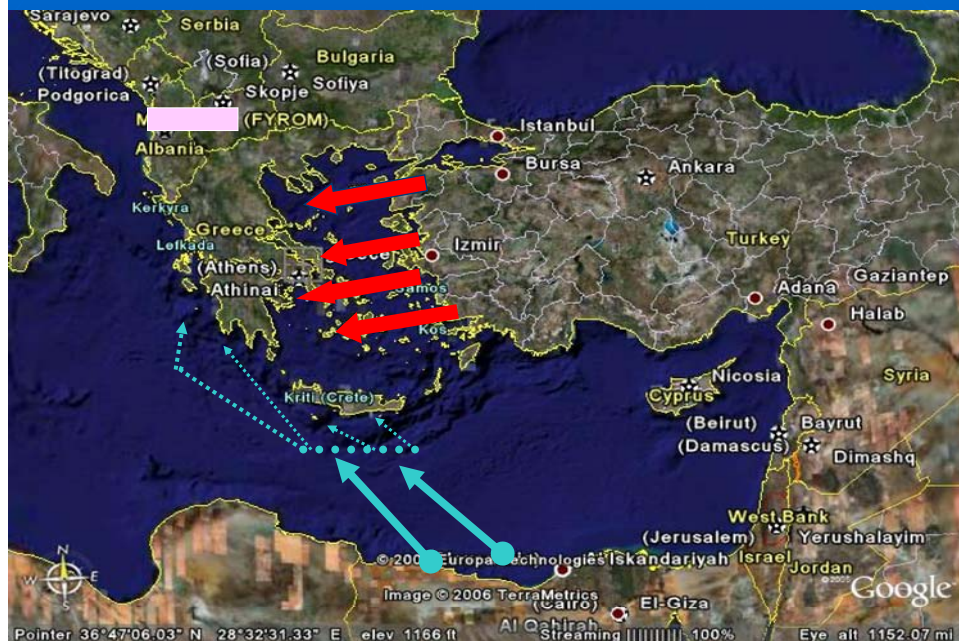 Sarajevo
Serbia
Bulgaria
(Sofia)
(Titograd)
Podgorica
Skopje
Sofiya
M (FYROM)
Albania
Istanbul
Bursa
Ankara
Kerkyra
Lefkada
Greece
Izmir
Turkey
(Athens)
Athinai
Samos
Kos
Gaziantep
Adana
Halab
Kriti (Crete)
Nicosia
Cyprus
Syria
(Beirut)
Bayrut
(Damascus)
Dimashq
West Bank
(Jerusalem)
Yerushalayim
Israel
Jordan
Europa Technologies
Iskandariyah
Image © 2006 TerraMetrics
(Cairo)
El-Giza
Al Qahirah
©2005
Google
N
W
E
S
Pointer 36°47'06.03" N 28°32'31.33" E elev 1166 ft Streaming |||||||||| 100% Eye alt 1152.07 mi